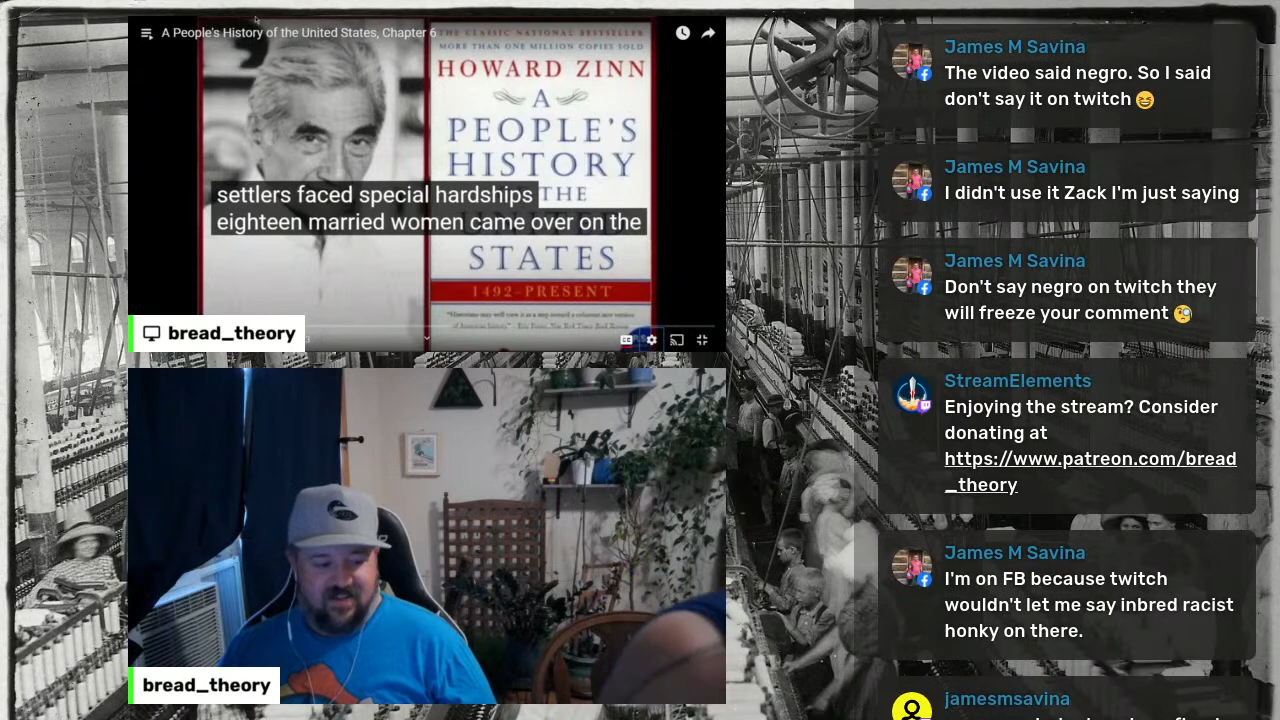 A People's History of the United States, Chapter 6
THE CLASSIC NATIONAL BESTSELLER
MORE THAN ONE MILLION COPIES SOLD
HOWARD ZINN
A
PEOPLE'S
HISTORY
THE
STATES
1492–PRESENT
settlers faced special hardships
eighteen married women came over on the
bread_theory
bread_theory
James M Savina
The video said negro. So I said
don't say it on twitch
James M Savina
I didn't use it Zack I'm just saying
James M Savina
Don't say negro on twitch they
will freeze your comment
StreamElements
Enjoying the stream? Consider
donating at
https://www.patreon.com/bread
_theory
James M Savina
I'm on FB because twitch
wouldn't let me say inbred racist
honky on there.
jamesmsavina